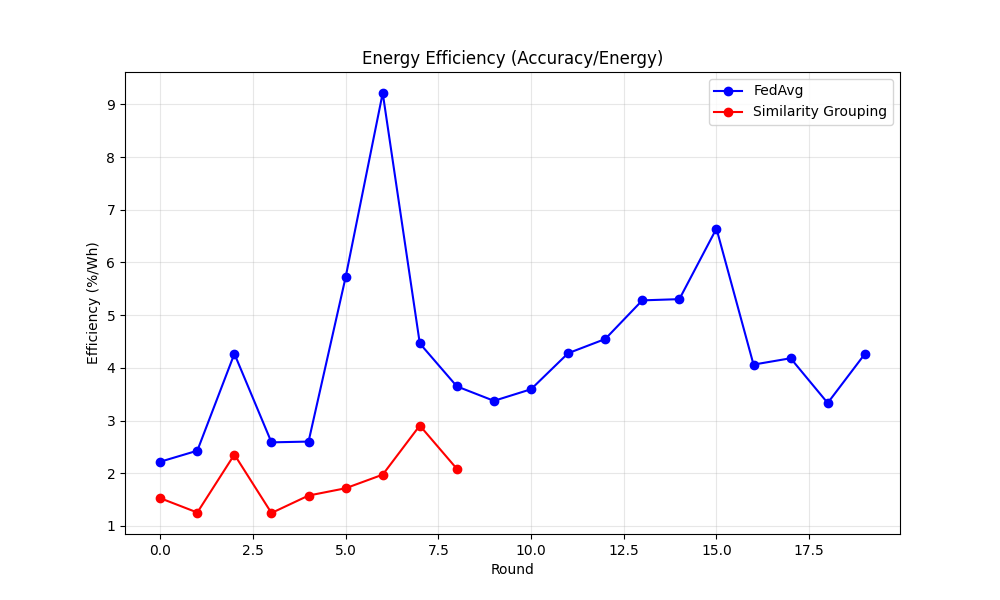 Energy Efficiency (Accuracy/Energy)
FedAvg
Similarity Grouping
Efficiency (%/Wh)
9
8
7
6
5
4
3
2
1
0.0 2.5 5.0 7.5 10.0 12.5 15.0 17.5
Round